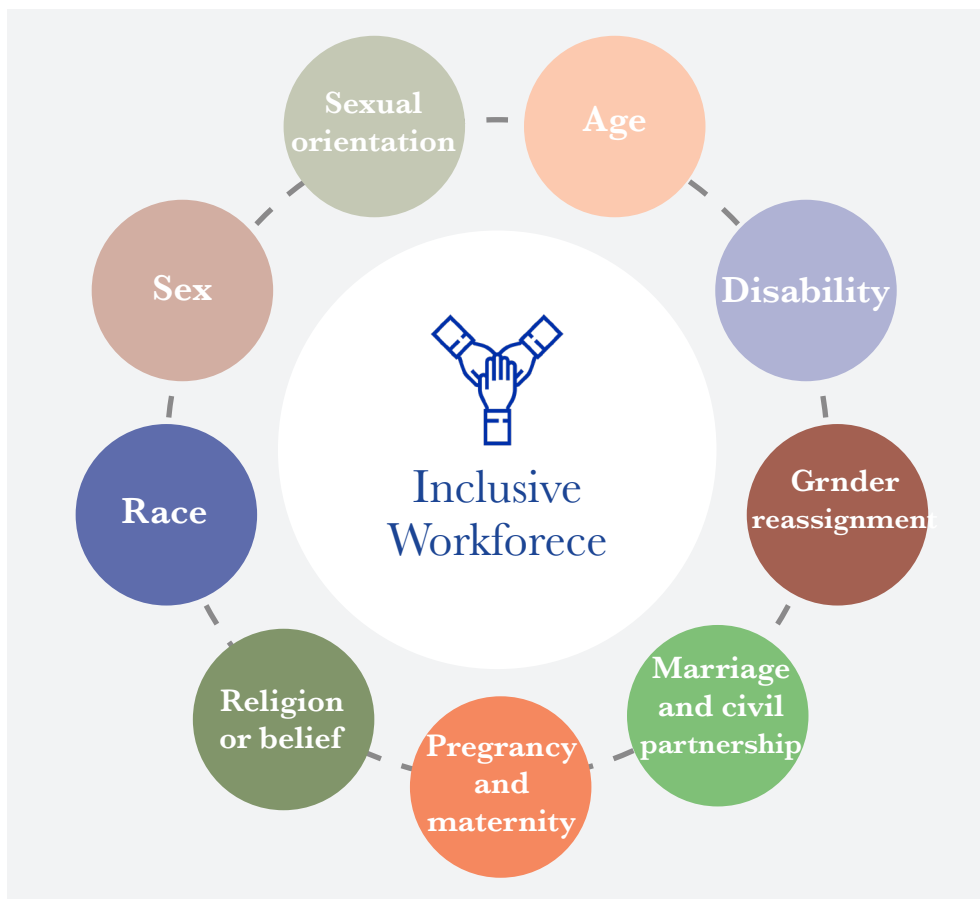 Sexual
orientation
Age
Sex
Disability
Inclusive
Workforece
Race
Grnder
reassignment
Religion
or belief
Pregrancy
and
maternity
Marriage
and civil
partnership